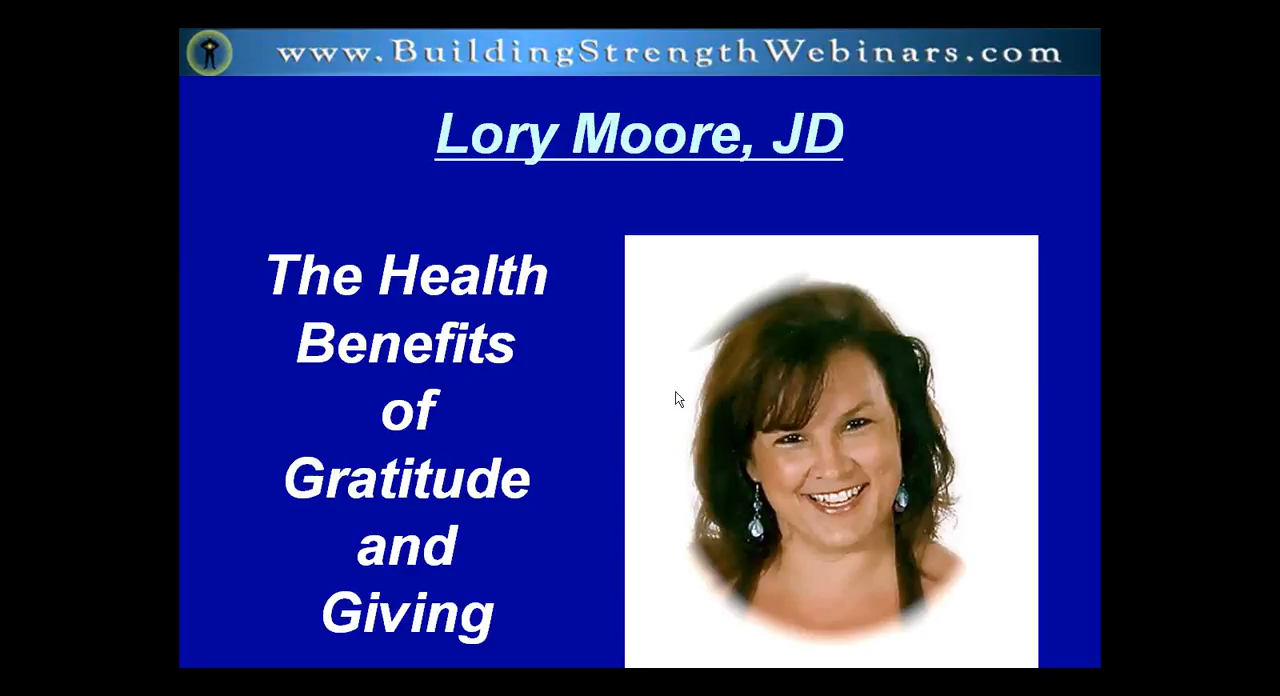 www.BuildingStrengthWebinars.com
Lory Moore, JD
The Health
Benefits
of
Gratitude
and
Giving